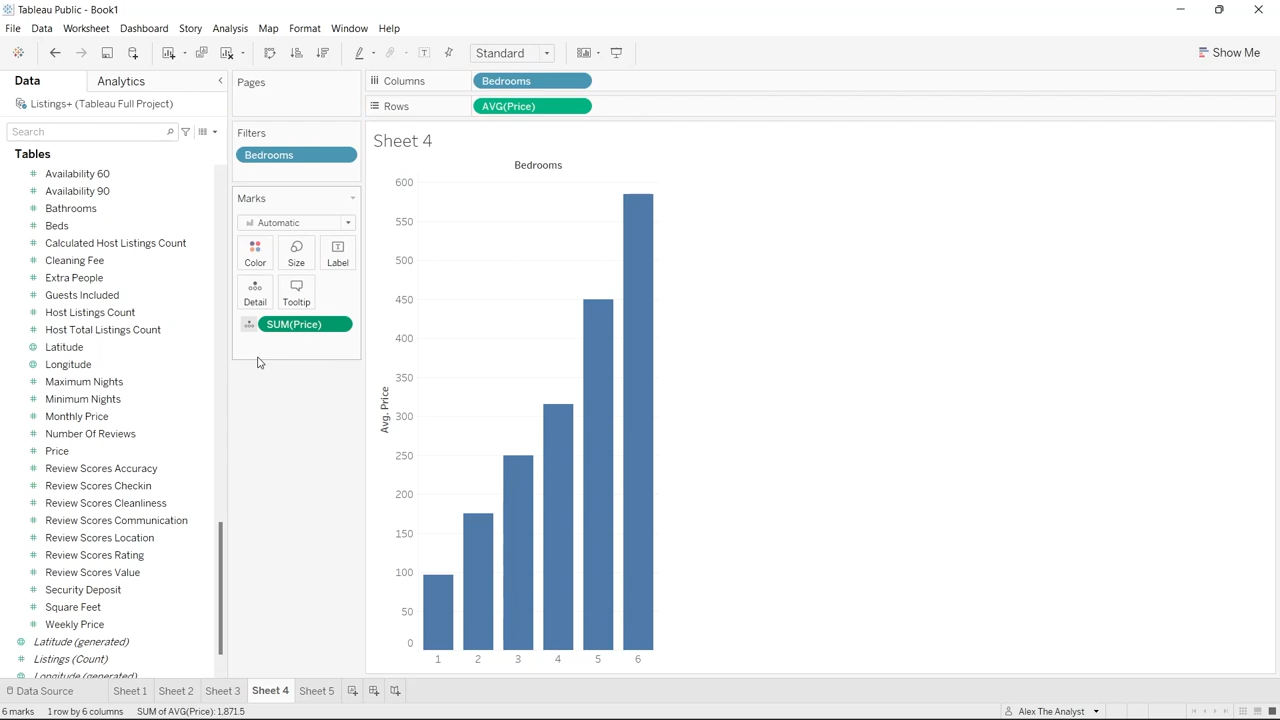 Tableau Public - Book1
File Data Worksheet Dashboard Story Analysis Map Format Window Help
Standard
Show Me
Data
Analytics
Listings+ (Tableau Full Project)
Search
Tables
Availability 60
Availability 90
Bathrooms
Beds
Calculated Host Listings Count
Cleaning Fee
Extra People
Guests Included
Host Listings Count
Host Total Listings Count
Latitude
Longitude
Maximum Nights
Minimum Nights
Monthly Price
Number Of Reviews
Price
Review Scores Accuracy
Review Scores Checkin
Review Scores Cleanliness
Review Scores Communication
Review Scores Location
Review Scores Rating
Review Scores Value
Security Deposit
Square Feet
Weekly Price
Latitude (generated)
Listings (Count)
Longitude (generated)
Pages
Filters
Bedrooms
Marks
Automatic
Color Size Label
Detail Tooltip
SUM(Price)
Columns Bedrooms
Rows AVG(Price)
Sheet 4
Bedrooms
600
550
500
450
400
350
300
250
200
150
100
50
0
Avg. Price
1 2 3 4 5 6
Data Source Sheet 1 Sheet 2 Sheet 3 Sheet 4 Sheet 5
6 marks 1 row by 6 columns SUM of AVG(Price): 1,871.5
Alex The Analyst